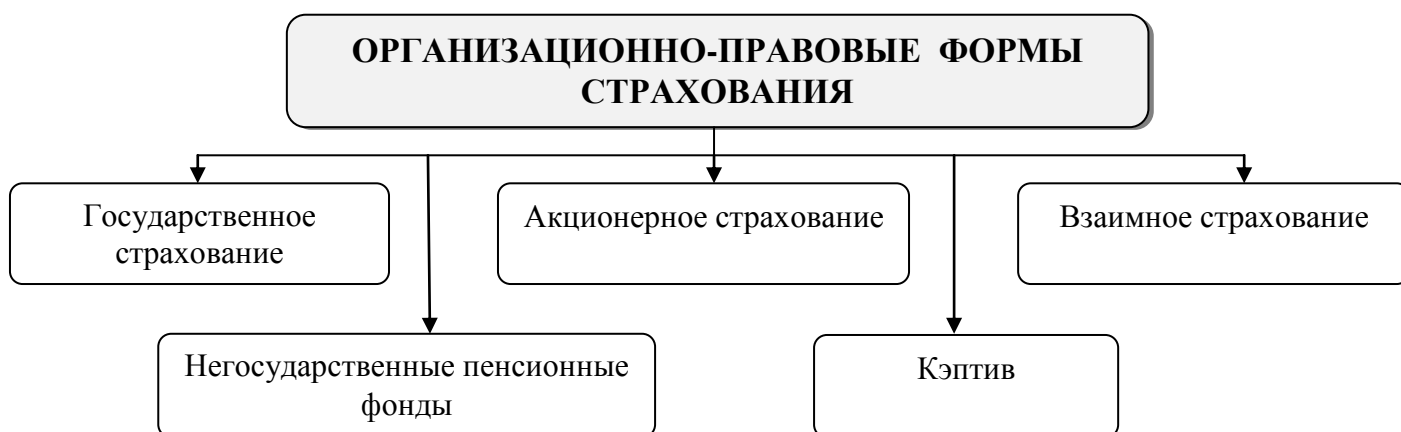 ОРГАНИЗАЦИОННО-ПРАВОВЫЕ ФОРМЫ
СТРАХОВАНИЯ
Государственное
страхование
Акционерное страхование
Взаимное страхование
Негосударственные пенсионные
фонды
Кэптив